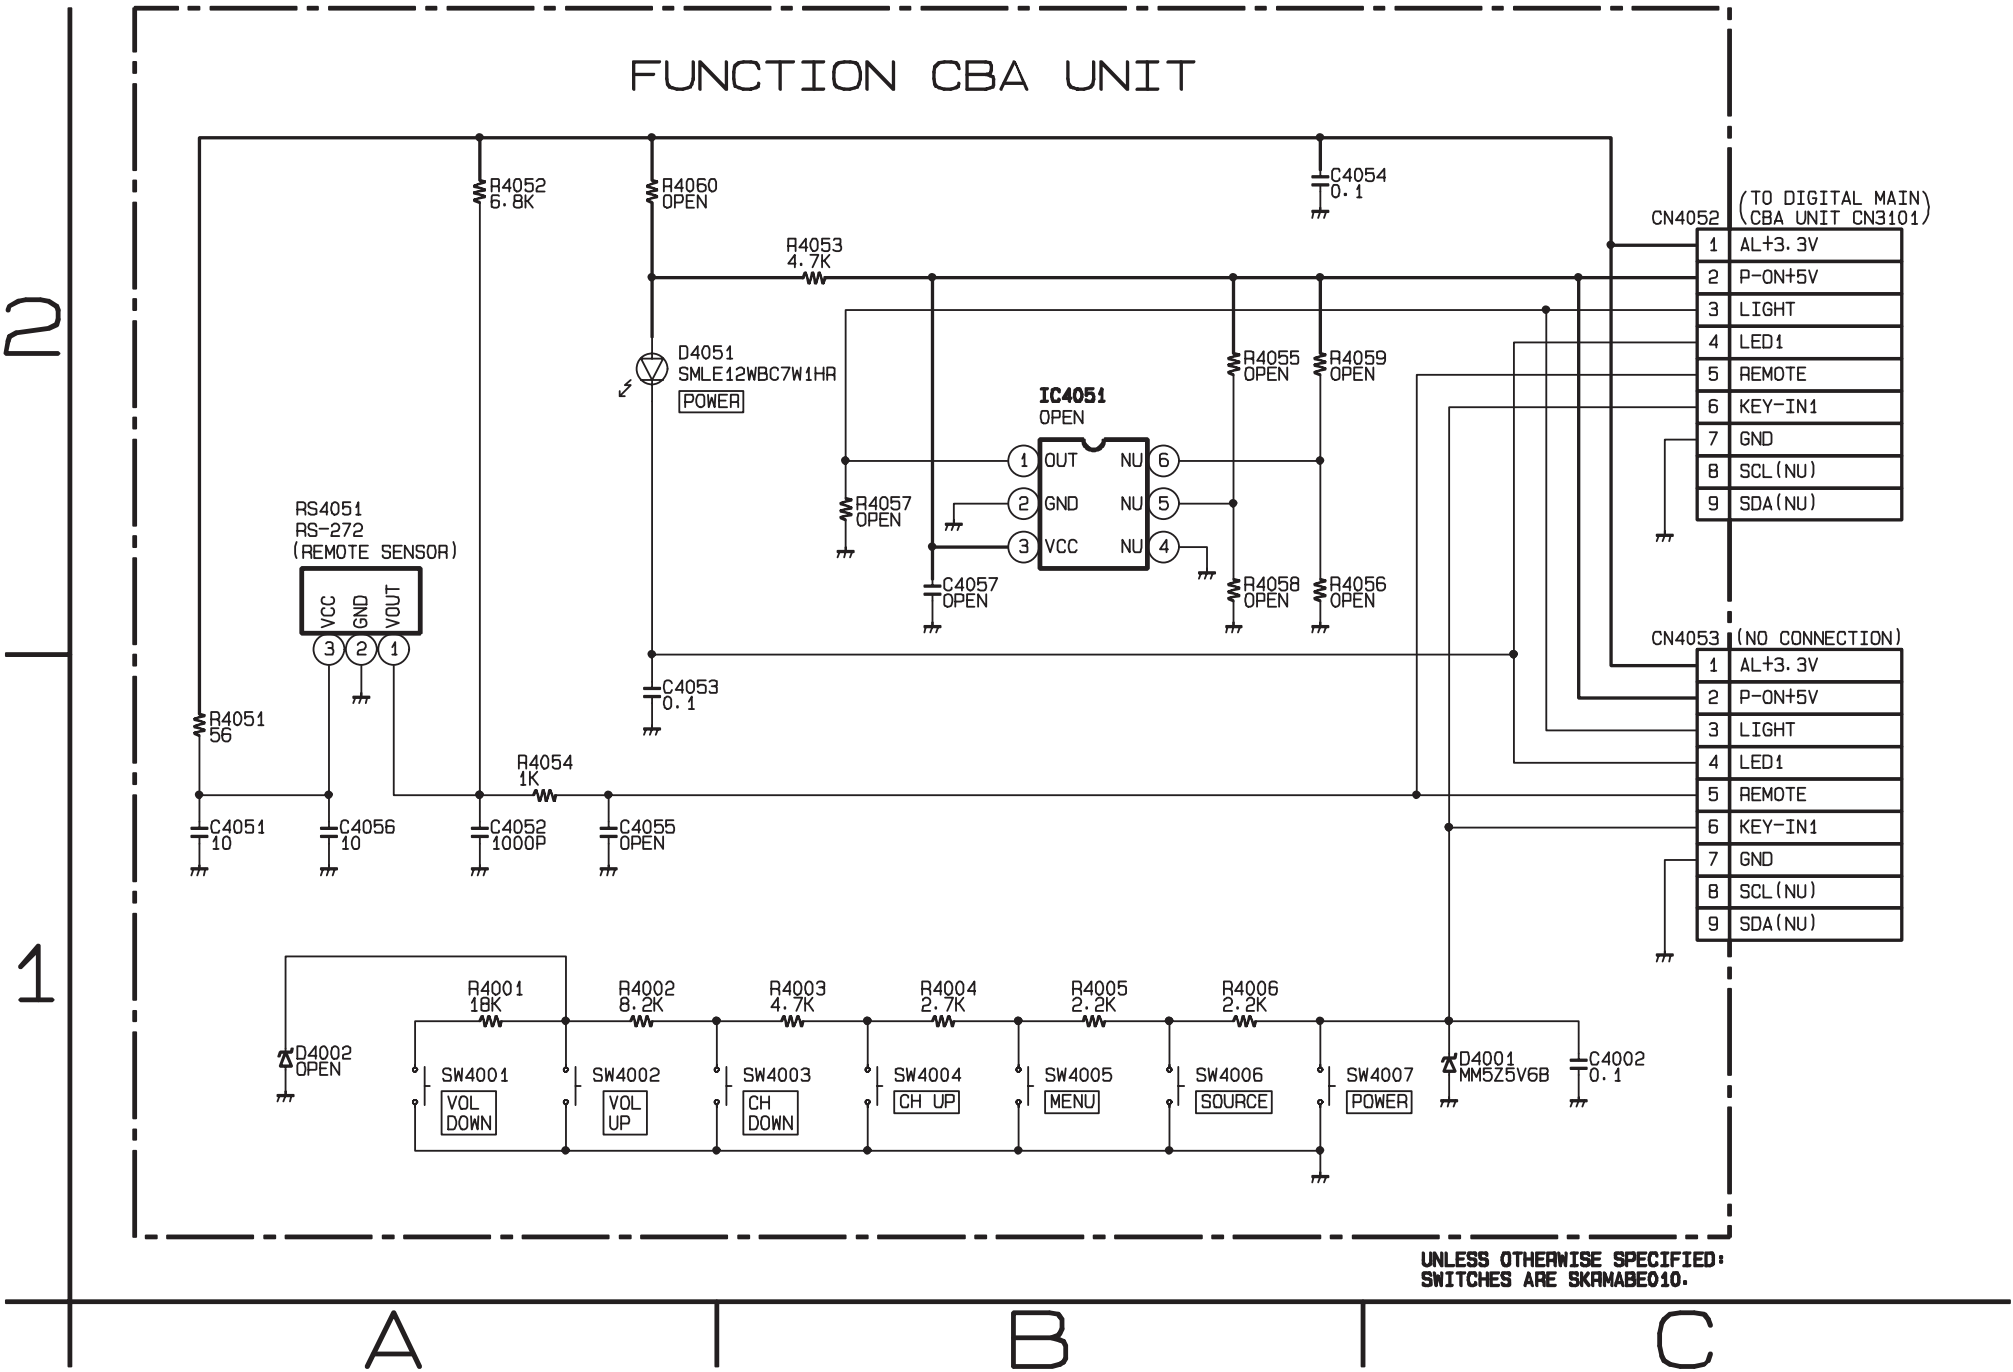 FUNCTION CBA UNIT
R4052
6.8K
R4060
OPEN
C4054
0.1
(TO DIGITAL MAIN)
CN4052
(CBA UNIT CN3101)
R4053
4.7K
1 AL+3.3V
2 P-ON+5V
3 LIGHT
4 LED1
5 REMOTE
6 KEY-IN1
7 GND
8 SCL(NU)
9 SDA(NU)
2
D4051
SMLE12WBC7W1HR
POWER
R4055
OPEN
R4059
OPEN
IC4051
OPEN
1 OUT NU 6
2 GND NU 5
3 VCC NU 4
R4057
OPEN
C4057
OPEN
R4058
OPEN
R4056
OPEN
RS4051
RS-272
(REMOTE SENSOR)
VCC GND VOUT
3 2 1
CN4053 (NO CONNECTION)
1 AL+3.3V
2 P-ON+5V
3 LIGHT
4 LED1
5 REMOTE
6 KEY-IN1
7 GND
8 SCL(NU)
9 SDA(NU)
C4053
0.1
R4051
56
R4054
1K
C4051
10
C4056
10
C4052
1000P
C4055
OPEN
1
R4001
18K
R4002
8.2K
R4003
4.7K
R4004
2.7K
R4005
2.2K
R4006
2.2K
D4002
OPEN
SW4001
VOL
DOWN
SW4002
VOL
UP
SW4003
CH
DOWN
SW4004
CH UP
SW4005
MENU
SW4006
SOURCE
SW4007
POWER
D4001
MM5Z5V6B
C4002
0.1
UNLESS OTHERWISE SPECIFIED:
SWITCHES ARE SKRMABE010.
A B C